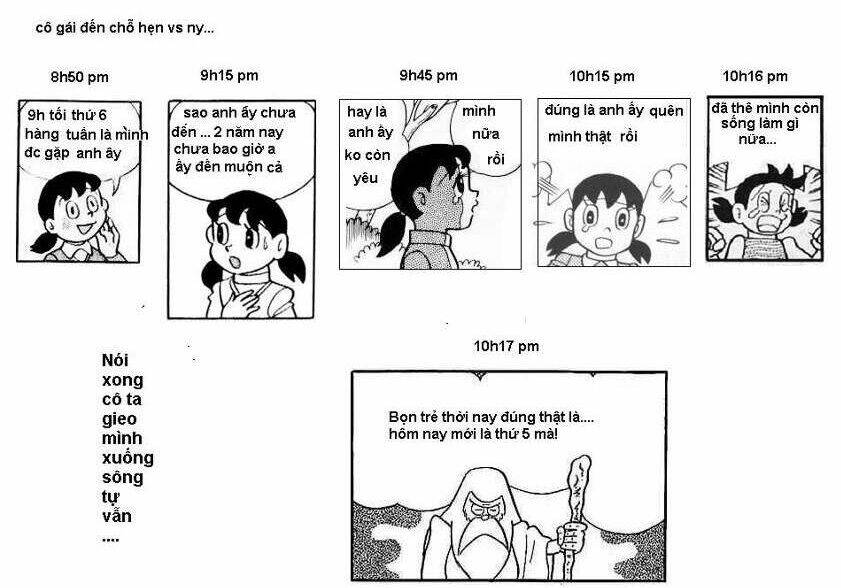 cô gái đến chỗ hẹn vs ny...
8h50 pm
9h tối thứ 6
hàng tuần là mình
đc gặp anh ây
9h15 pm
sao anh ấy chưa
đến ... 2 năm nay
chưa bao giờ a
ấy đến muộn cả
9h45 pm
hay là
anh ấy
ko còn
yêu
mình
nữa
rồi
10h15 pm
đúng là anh ấy quên
mình thật rồi
10h16 pm
đã thê mình còn
sống làm gì
nữa...
Nói
xong
cô ta
gieo
mình
xuống
sông
tự
vẫn
....
10h17 pm
Bọn trẻ thời nay đúng thật là....
hôm nay mới là thứ 5 mà!